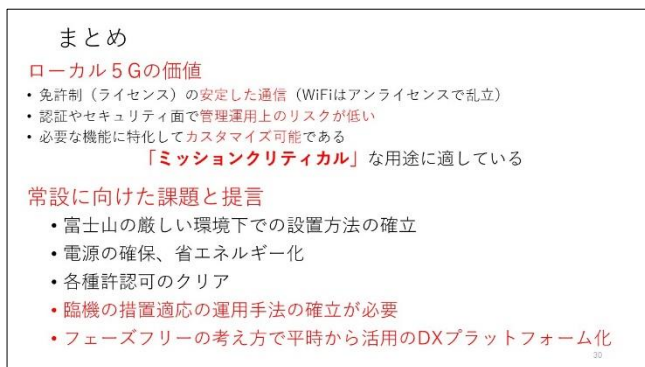 まとめ
ローカル５Gの価値
• 免許制（ライセンス）の安定した通信（WiFiはアンライセンスで乱立）
• 認証やセキュリティ面で管理運用上のリスクが低い
• 必要な機能に特化してカスタマイズ可能である
「ミッションクリティカル」な用途に適している
常設に向けた課題と提言
• 富士山の厳しい環境下での設置方法の確立
• 電源の確保、省エネルギー化
• 各種許認可のクリア
• 臨機の措置適応の運用手法の確立が必要
• フェーズフリーの考え方で平時から活用のDXプラットフォーム化
30